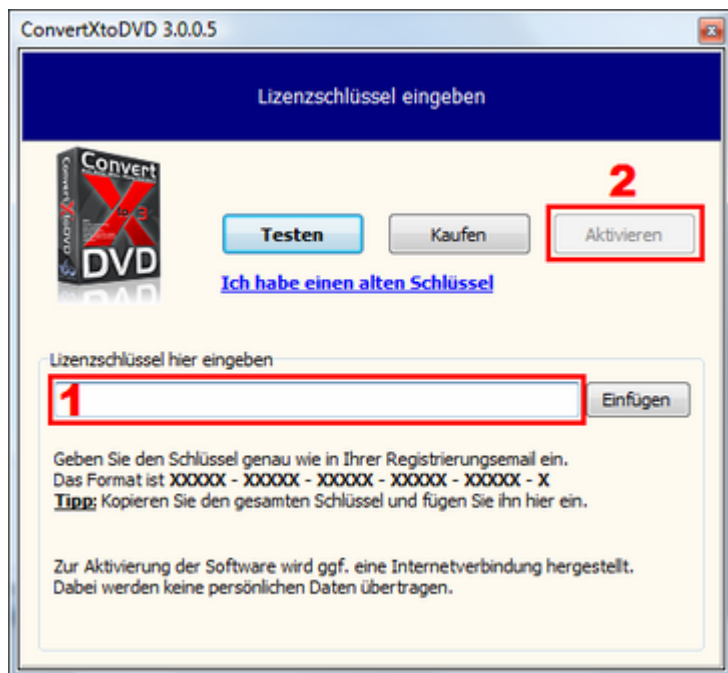 ConvertXtoDVD 3.0.0.5
Lizenzschlüssel eingeben
Convert
X
to 3
DVD
ConvertXtoDVD
2
Testen Kaufen Aktivieren
Ich habe einen alten Schlüssel
Lizenzschlüssel hier eingeben
1 Einfügen
Geben Sie den Schlüssel genau wie in Ihrer Registrierungsemail ein.
Das Format ist XXXXX - XXXXX - XXXXX - XXXXX - XXXXX - X
Tipp: Kopieren Sie den gesamten Schlüssel und fügen Sie ihn hier ein.
Zur Aktivierung der Software wird ggf. eine Internetverbindung hergestellt.
Dabei werden keine persönlichen Daten übertragen.